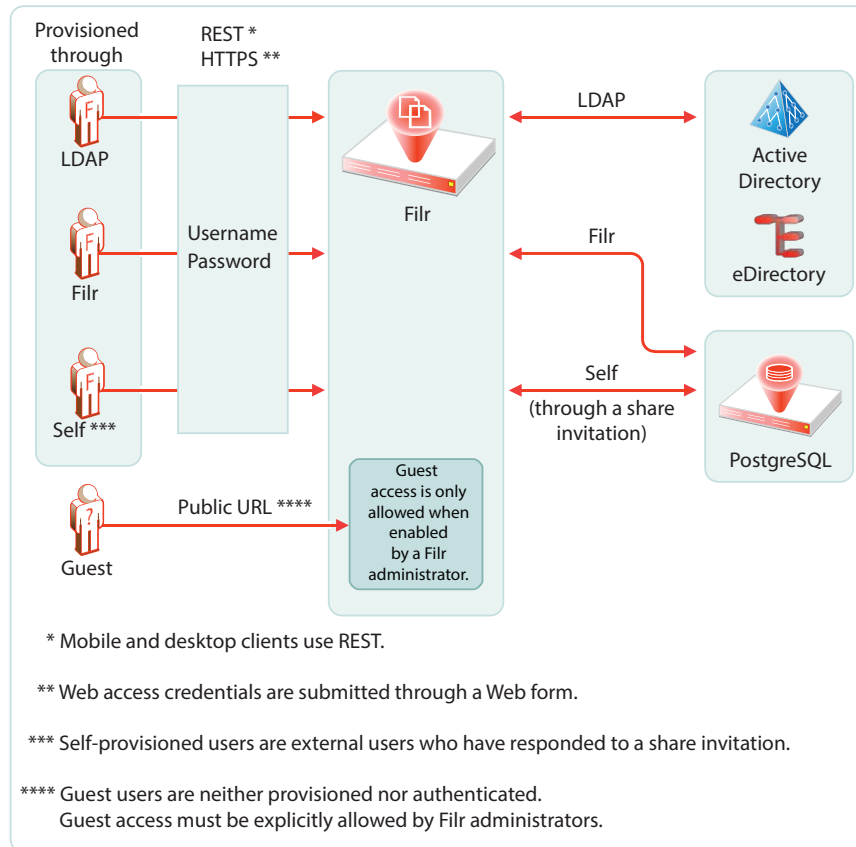 Provisioned
through
REST *
HTTPS **
F
LDAP
F
Filr
F
Self ***
Username
Password
Filr
LDAP
Active
Directory
eDirectory
Filr
Self
(through a share
invitation)
PostgreSQL
?
Guest
Public URL ****
Guest
access is only
allowed when
enabled
by a Filr
administrator.
* Mobile and desktop clients use REST.
** Web access credentials are submitted through a Web form.
*** Self-provisioned users are external users who have responded to a share invitation.
**** Guest users are neither provisioned nor authenticated.
Guest access must be explicitly allowed by Filr administrators.